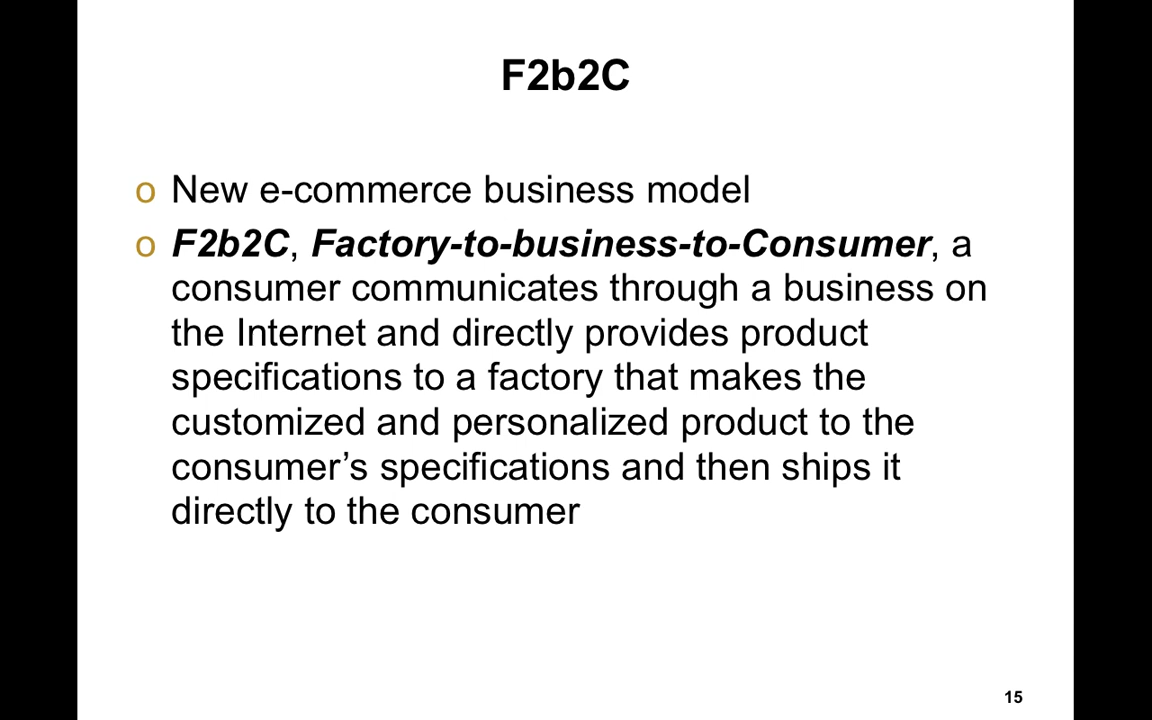 F2b2C
o New e-commerce business model
o F2b2C, Factory-to-business-to-Consumer, a
consumer communicates through a business on
the Internet and directly provides product
specifications to a factory that makes the
customized and personalized product to the
consumer’s specifications and then ships it
directly to the consumer
15